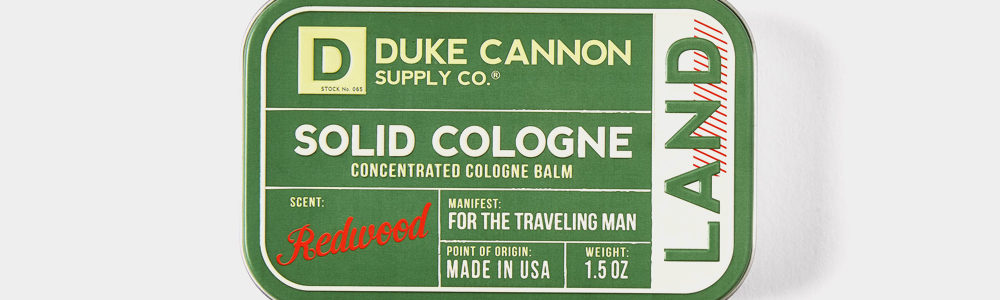 D
STOCK No. 085
DUKE CANNON
SUPPLY CO.®
SOLID COLOGNE
CONCENTRATED COLOGNE BALM
SCENT:
Redwood
MANIFEST:
FOR THE TRAVELING MAN
POINT OF ORIGIN:
MADE IN USA
WEIGHT:
1.5 OZ
LAND